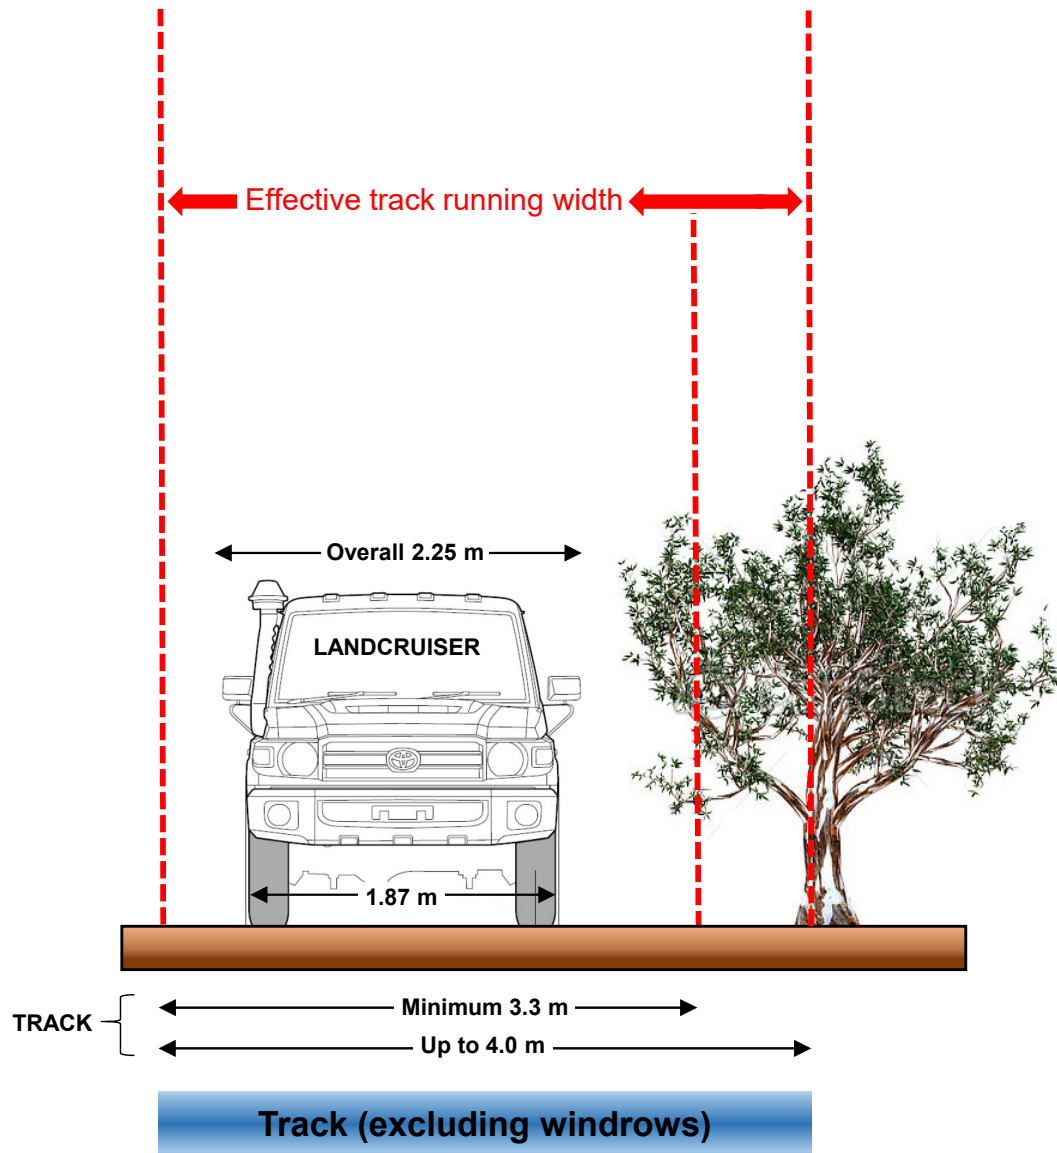 Effective track running width
Overall 2.25 m
LANDCRUISER
1.87 m
TRACK
Minimum 3.3 m
Up to 4.0 m
Track (excluding windrows)